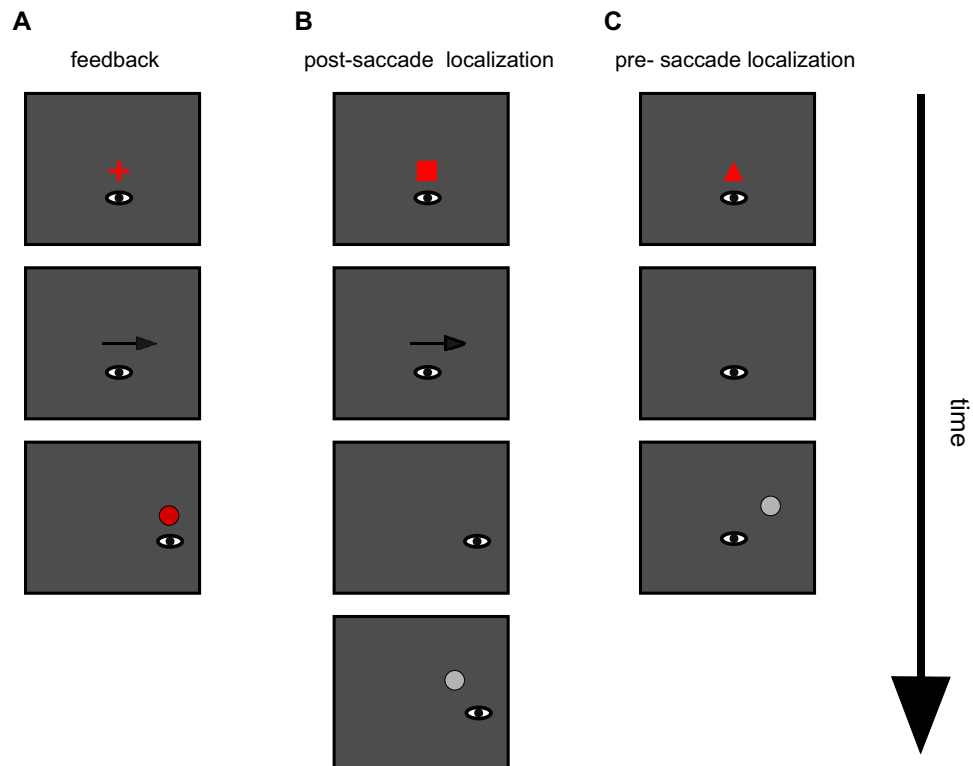 A
B
C
feedback
post-saccade localization
pre- saccade localization
time